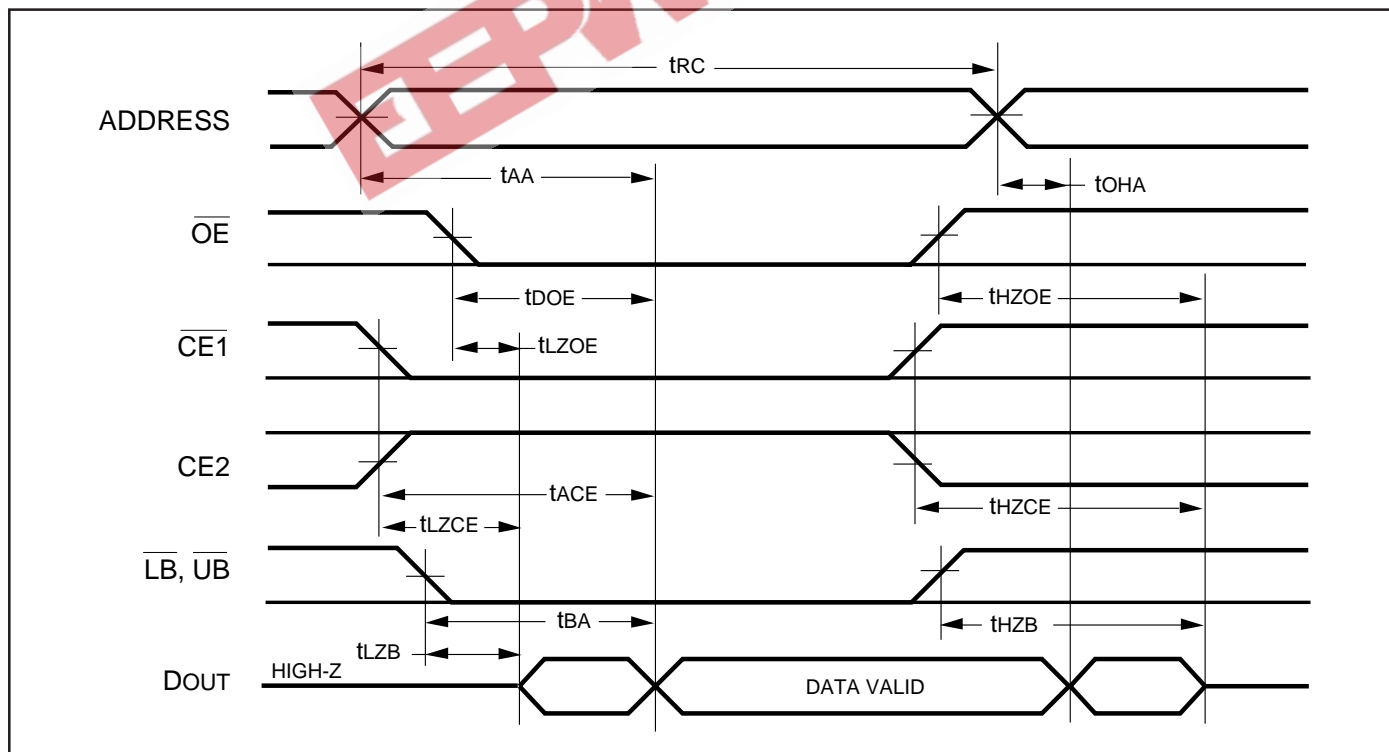 tRC
ADDRESS
tAA
tOHA
OE
tDOE
tHZOE
CE1
tLZOE
CE2
tACE
tHZCE
tLZCE
LB, UB
tBA
tHZB
tLZB
DOUT
HIGH-Z
DATA VALID